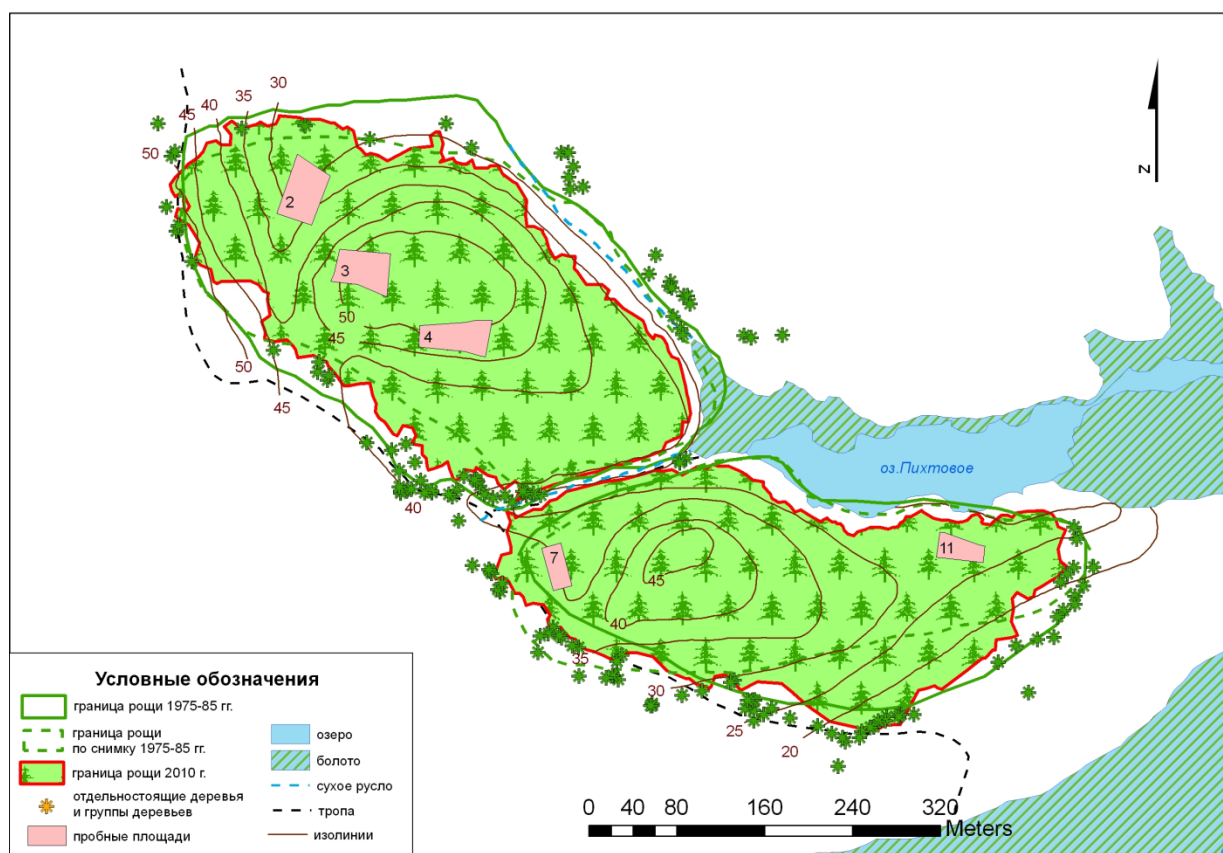 30
35
40
45
50
2
3
50
45
4
50
45
40
z
оз.Пихтовое
7
11
45
40
35
30
25
20
Условные обозначения
граница рощи 1975-85 гг.
граница рощи
по снимку 1975-85 гг.
граница рощи 2010 г.
отдельностоящие деревья
и группы деревьев
пробные площади
озеро
болото
сухое русло
тропа
изолинии
0 40 80 160 240 320
Meters